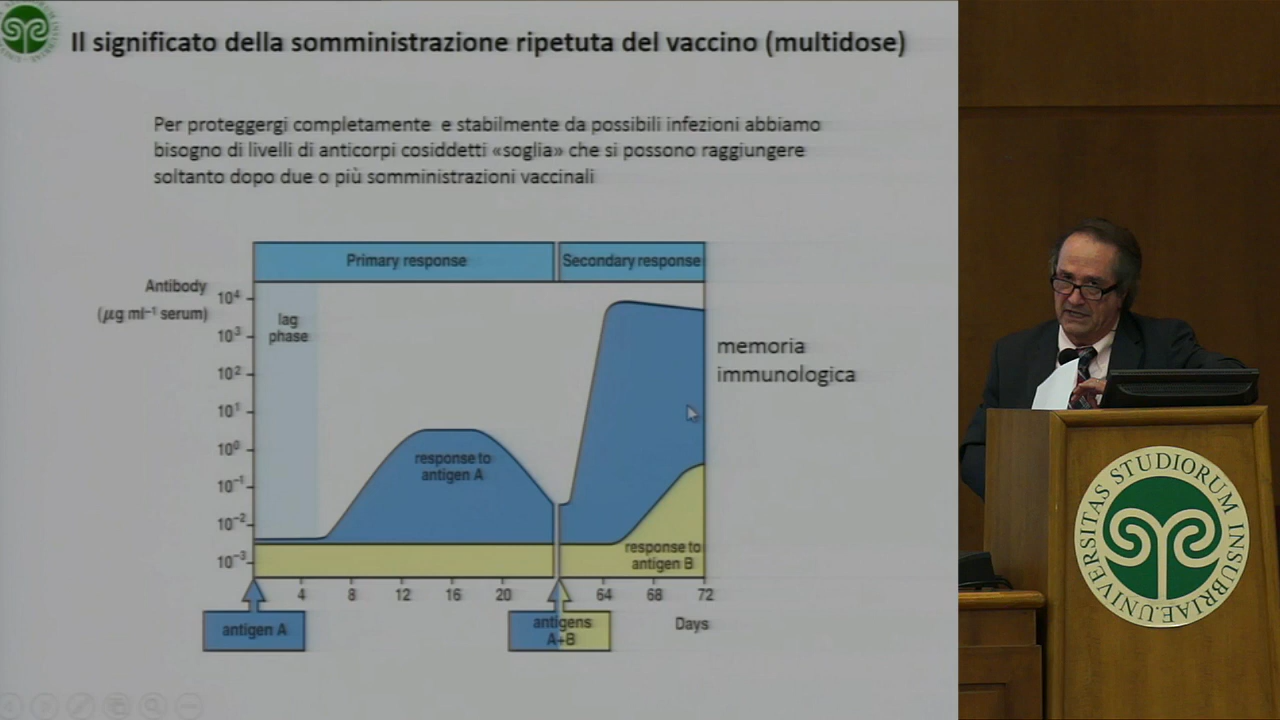 Il significato della somministrazione ripetuta del vaccino (multidose)
Per proteggergi completamente e stabilmente da possibili infezioni abbiamo
bisogno di livelli di anticorpi cosiddetti «soglia» che si possono raggiungere
soltanto dopo due o più somministrazioni vaccinali
Primary response
Secondary response
Antibody
(μg ml⁻¹ serum)
10⁴
10³
10²
10¹
10⁰
10⁻¹
10⁻²
10⁻³
lag
phase
response to
antigen A
response to
antigen B
memoria
immunologica
4 8 12 16 20 64 68 72
antigen A
antigens
A+B
Days
UNIVERSITAS STUDIORUM INSUBRIAE